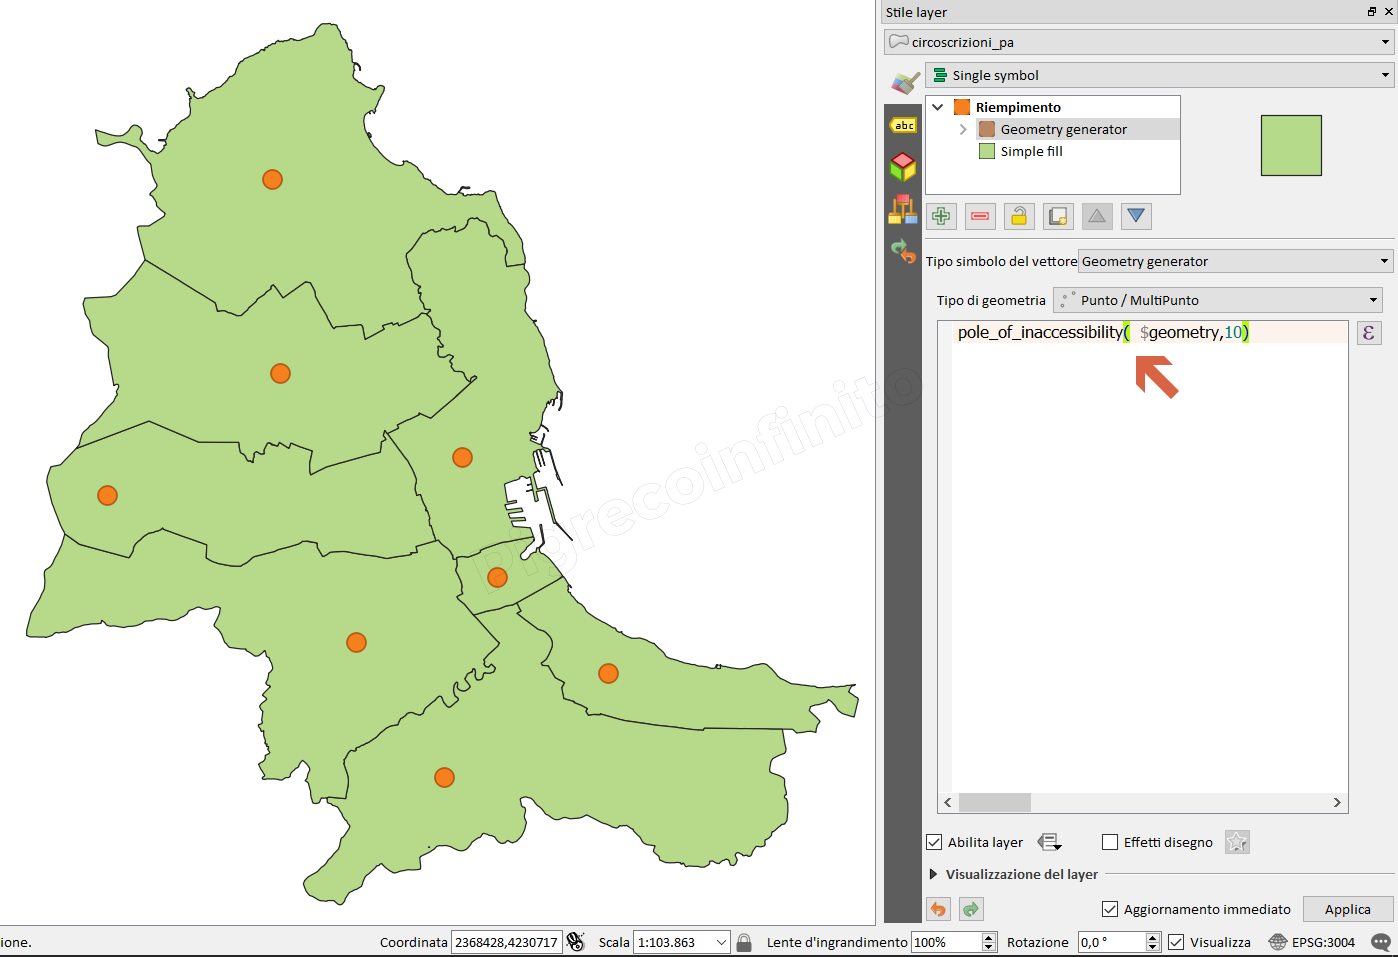 Stile layer
circoscrizioni_pa
Single symbol
Riempimento
Geometry generator
Simple fill
abc
Tipo simbolo del vettore Geometry generator
Tipo di geometria Punto / MultiPunto
pole_of_inaccessibility( $geometry,10)
ε
Pigrecoinfinito
Abilita layer Effetti disegno
Visualizzazione del layer
Aggiornamento immediato Applica
ione. Coordinata 2368428,4230717 Scala 1:103.863 Lente d'ingrandimento 100% Rotazione 0,0 ° Visualizza EPSG:3004